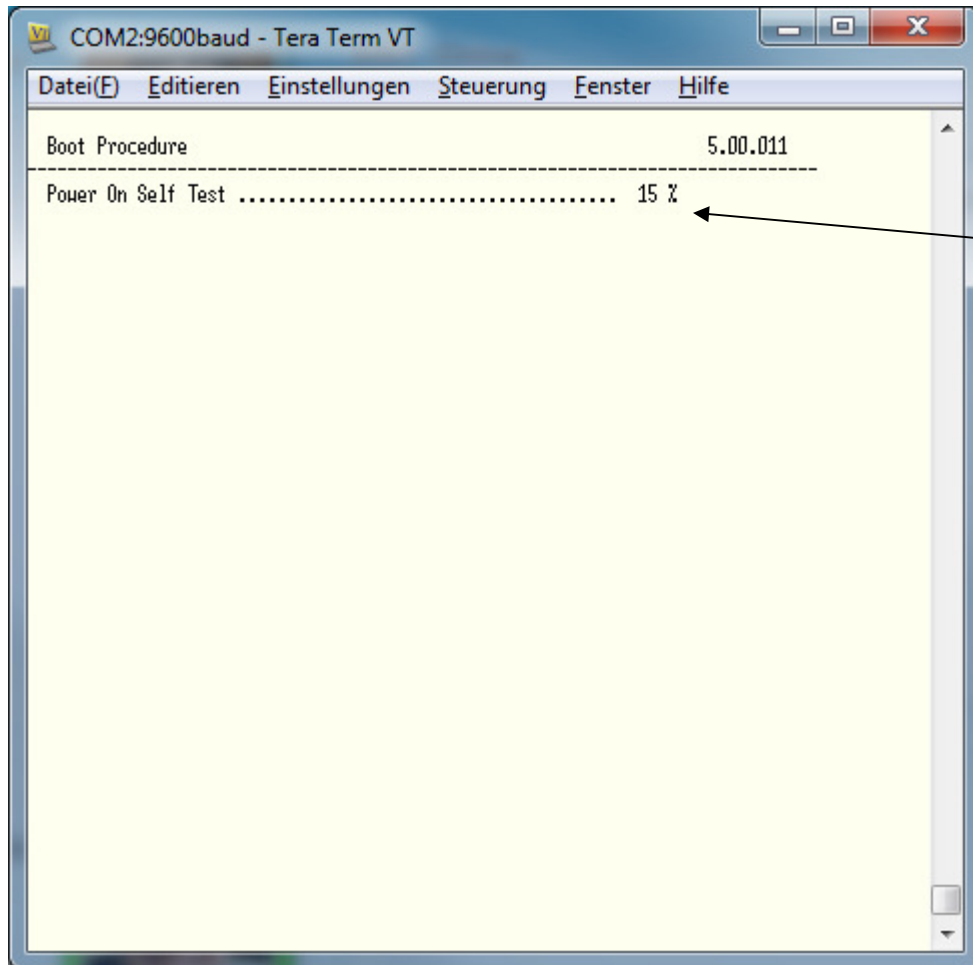 COM2:9600baud - Tera Term VT
Datei(F) Editieren Einstellungen Steuerung Fenster Hilfe
Boot Procedure 5.00.011
--------------------------------------------------------------------------------
Power On Self Test ...................................... 15 %